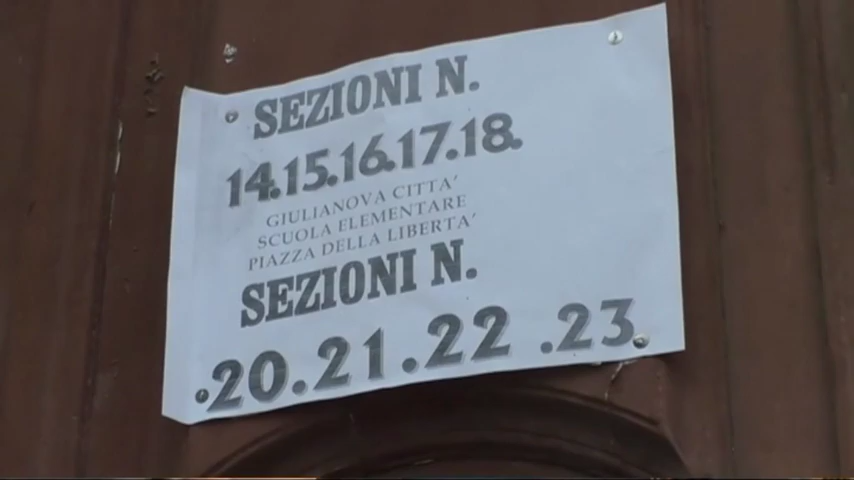 SEZIONI N.
14.15.16.17.18.
GIULIANOVA CITTA'
SCUOLA ELEMENTARE
PIAZZA DELLA LIBERTA'
SEZIONI N.
.20.21.22 .23.